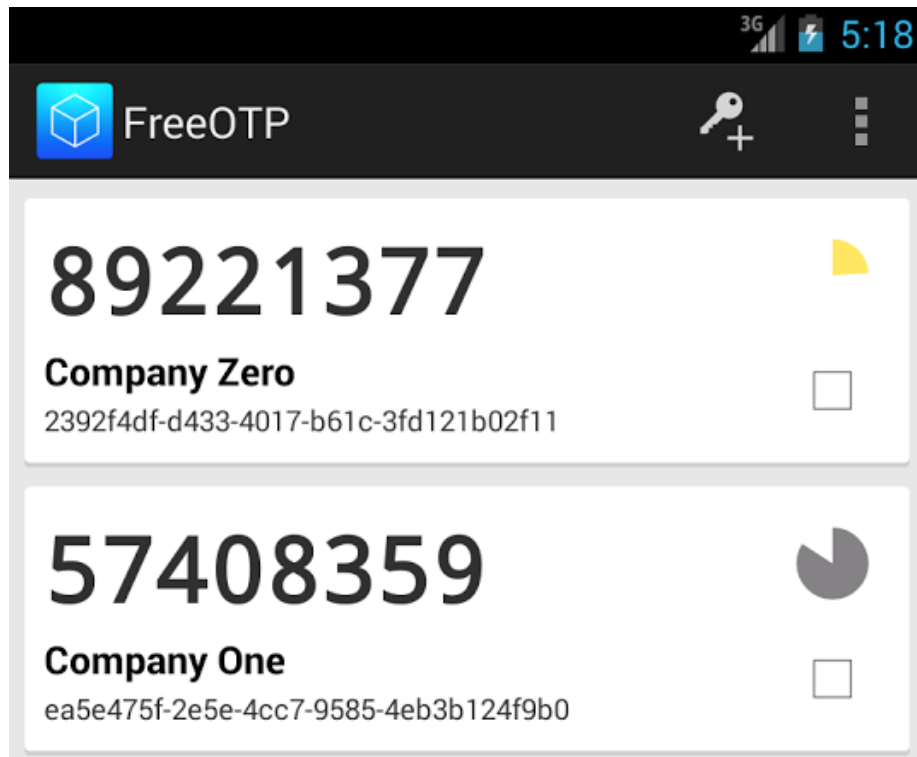 3G 5:18
FreeOTP
89221377
Company Zero
2392f4df-d433-4017-b61c-3fd121b02f11
57408359
Company One
ea5e475f-2e5e-4cc7-9585-4eb3b124f9b0